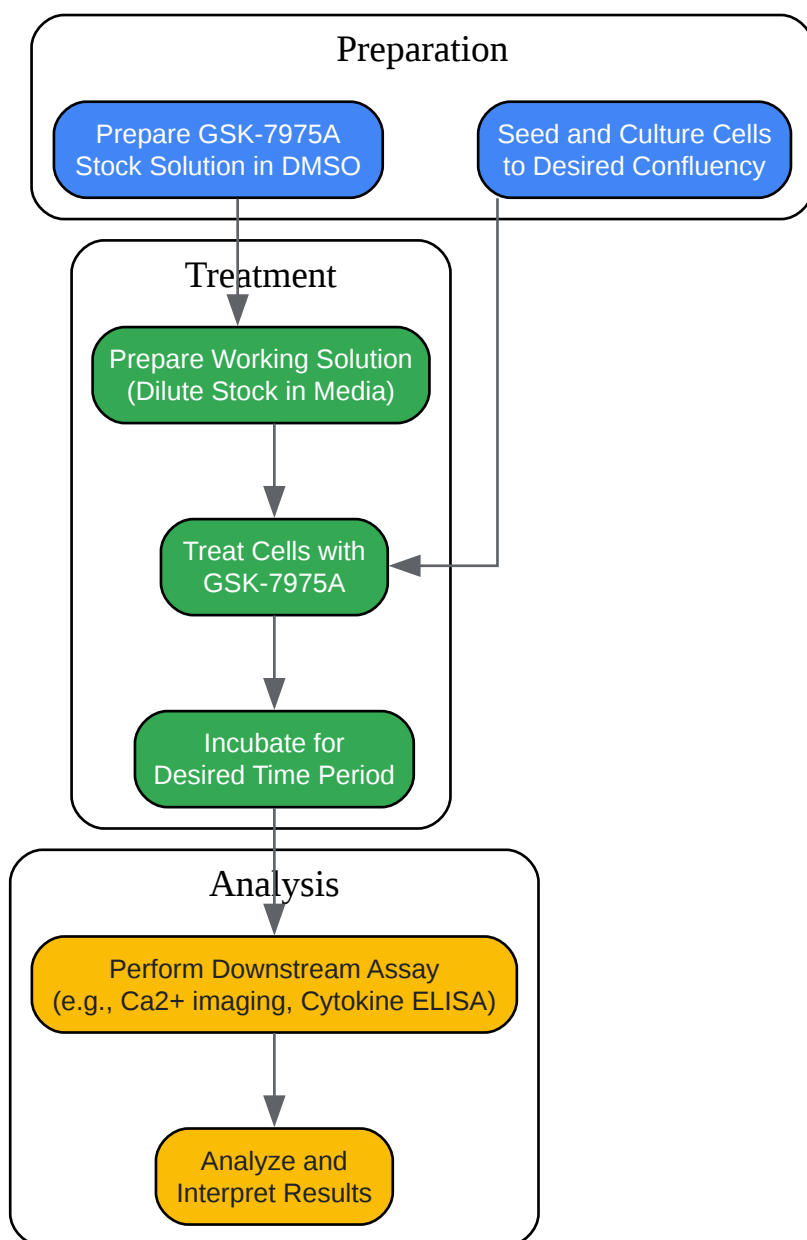 Preparation
Prepare GSK-7975A
Stock Solution in DMSO
Seed and Culture Cells
to Desired Confluency
Treatment
Prepare Working Solution
(Dilute Stock in Media)
Treat Cells with
GSK-7975A
Incubate for
Desired Time Period
Analysis
Perform Downstream Assay
(e.g., Ca2+ imaging, Cytokine ELISA)
Analyze and
Interpret Results